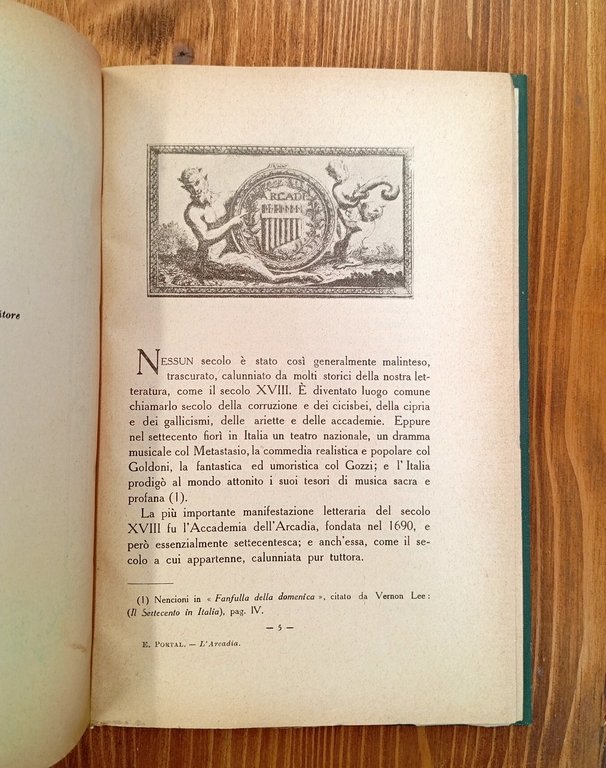 itore
ARCADI
NESSUN secolo è stato così generalmente malinteso,
trascurato, calunniato da molti storici della nostra let-
teratura, come il secolo XVIII. È diventato luogo comune
chiamarlo secolo della corruzione e dei cicisbei, della cipria
e dei gallicismi, delle ariette e delle accademie. Eppure
nel settecento fiorì in Italia un teatro nazionale, un dramma
musicale col Metastasio, la commedia realistica e popolare col
Goldoni, la fantastica ed umoristica col Gozzi; e l'Italia
prodigò al mondo attonito i suoi tesori di musica sacra e
profana (1).
La più importante manifestazione letteraria del secolo
XVIII fu l'Accademia dell'Arcadia, fondata nel 1690, e
però essenzialmente settecentesca; e anch'essa, come il se-
colo a cui appartenne, calunniata pur tuttora.
(1) Nencioni in « Fanfulla della domenica », citato da Vernon Lee:
(Il Settecento in Italia), pag. IV.
— 5 —
E. PORTAL. — L'Arcadia.